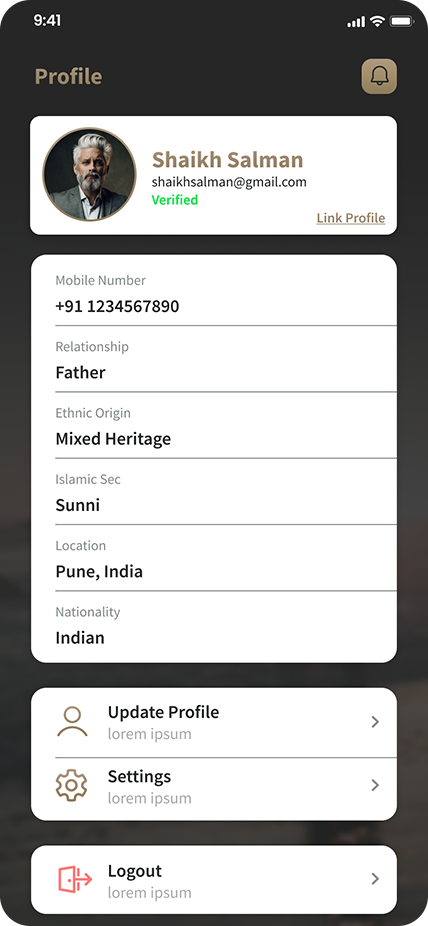 9:41
Profile
Shaikh Salman
shaikhsalman@gmail.com
Verified
Link Profile
Mobile Number
+91 1234567890
Relationship
Father
Ethnic Origin
Mixed Heritage
Islamic Sec
Sunni
Location
Pune, India
Nationality
Indian
Update Profile
lorem ipsum
Settings
lorem ipsum
Logout
lorem ipsum